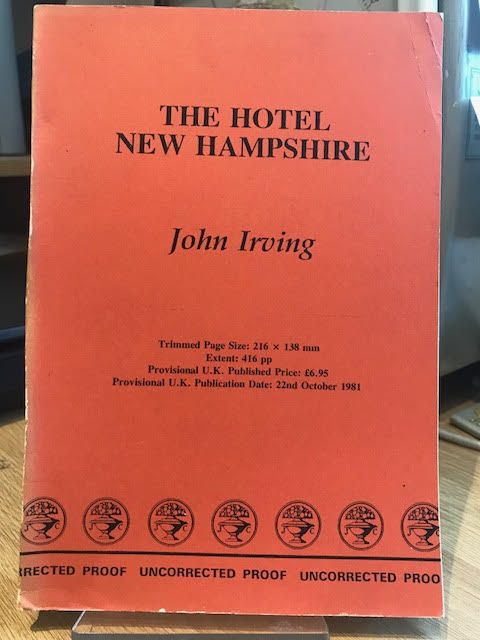 THE HOTEL
NEW HAMPSHIRE
John Irving
Trimmed Page Size: 216 × 138 mm
Extent: 416 pp
Provisional U.K. Published Price: £6.95
Provisional U.K. Publication Date: 22nd October 1981
RRECTED PROOF UNCORRECTED PROOF UNCORRECTED PROO